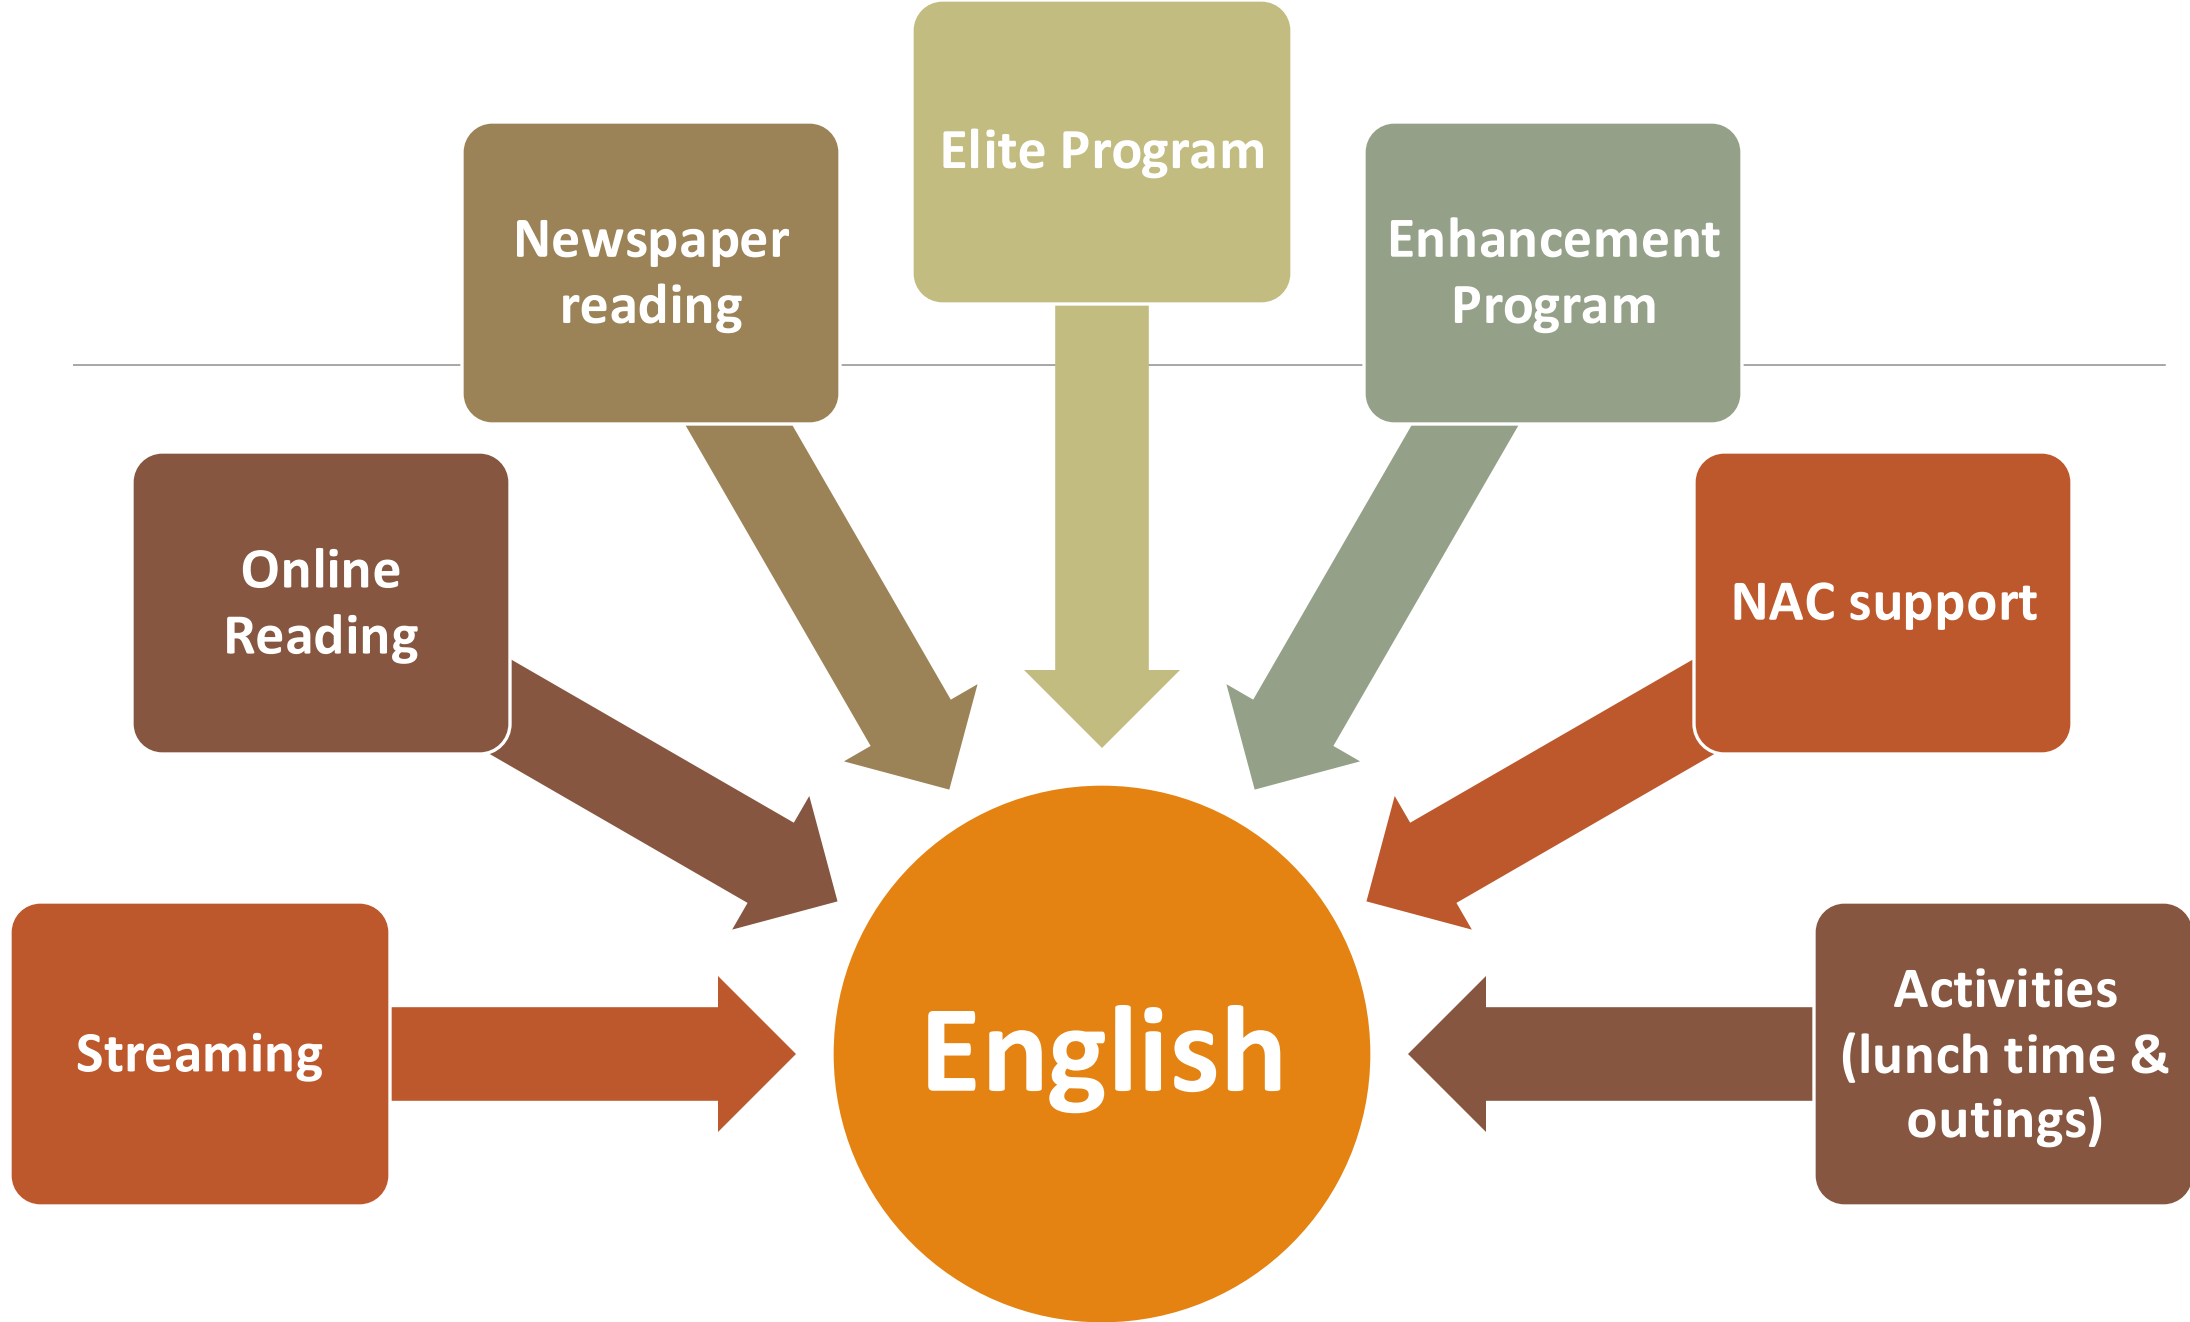 Elite Program
Newspaper
reading
Enhancement
Program
Online
Reading
NAC support
Streaming
English
Activities
(lunch time &
outings)